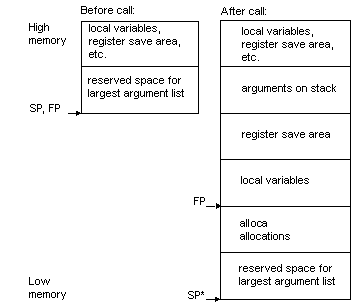 Before call:
After call:
High
memory
local variables,
register save area,
etc.
reserved space for
largest argument list
SP, FP
local variables,
register save area,
etc.
arguments on stack
register save area
local variables
FP
alloca
allocations
reserved space for
largest argument list
Low
memory
SP*